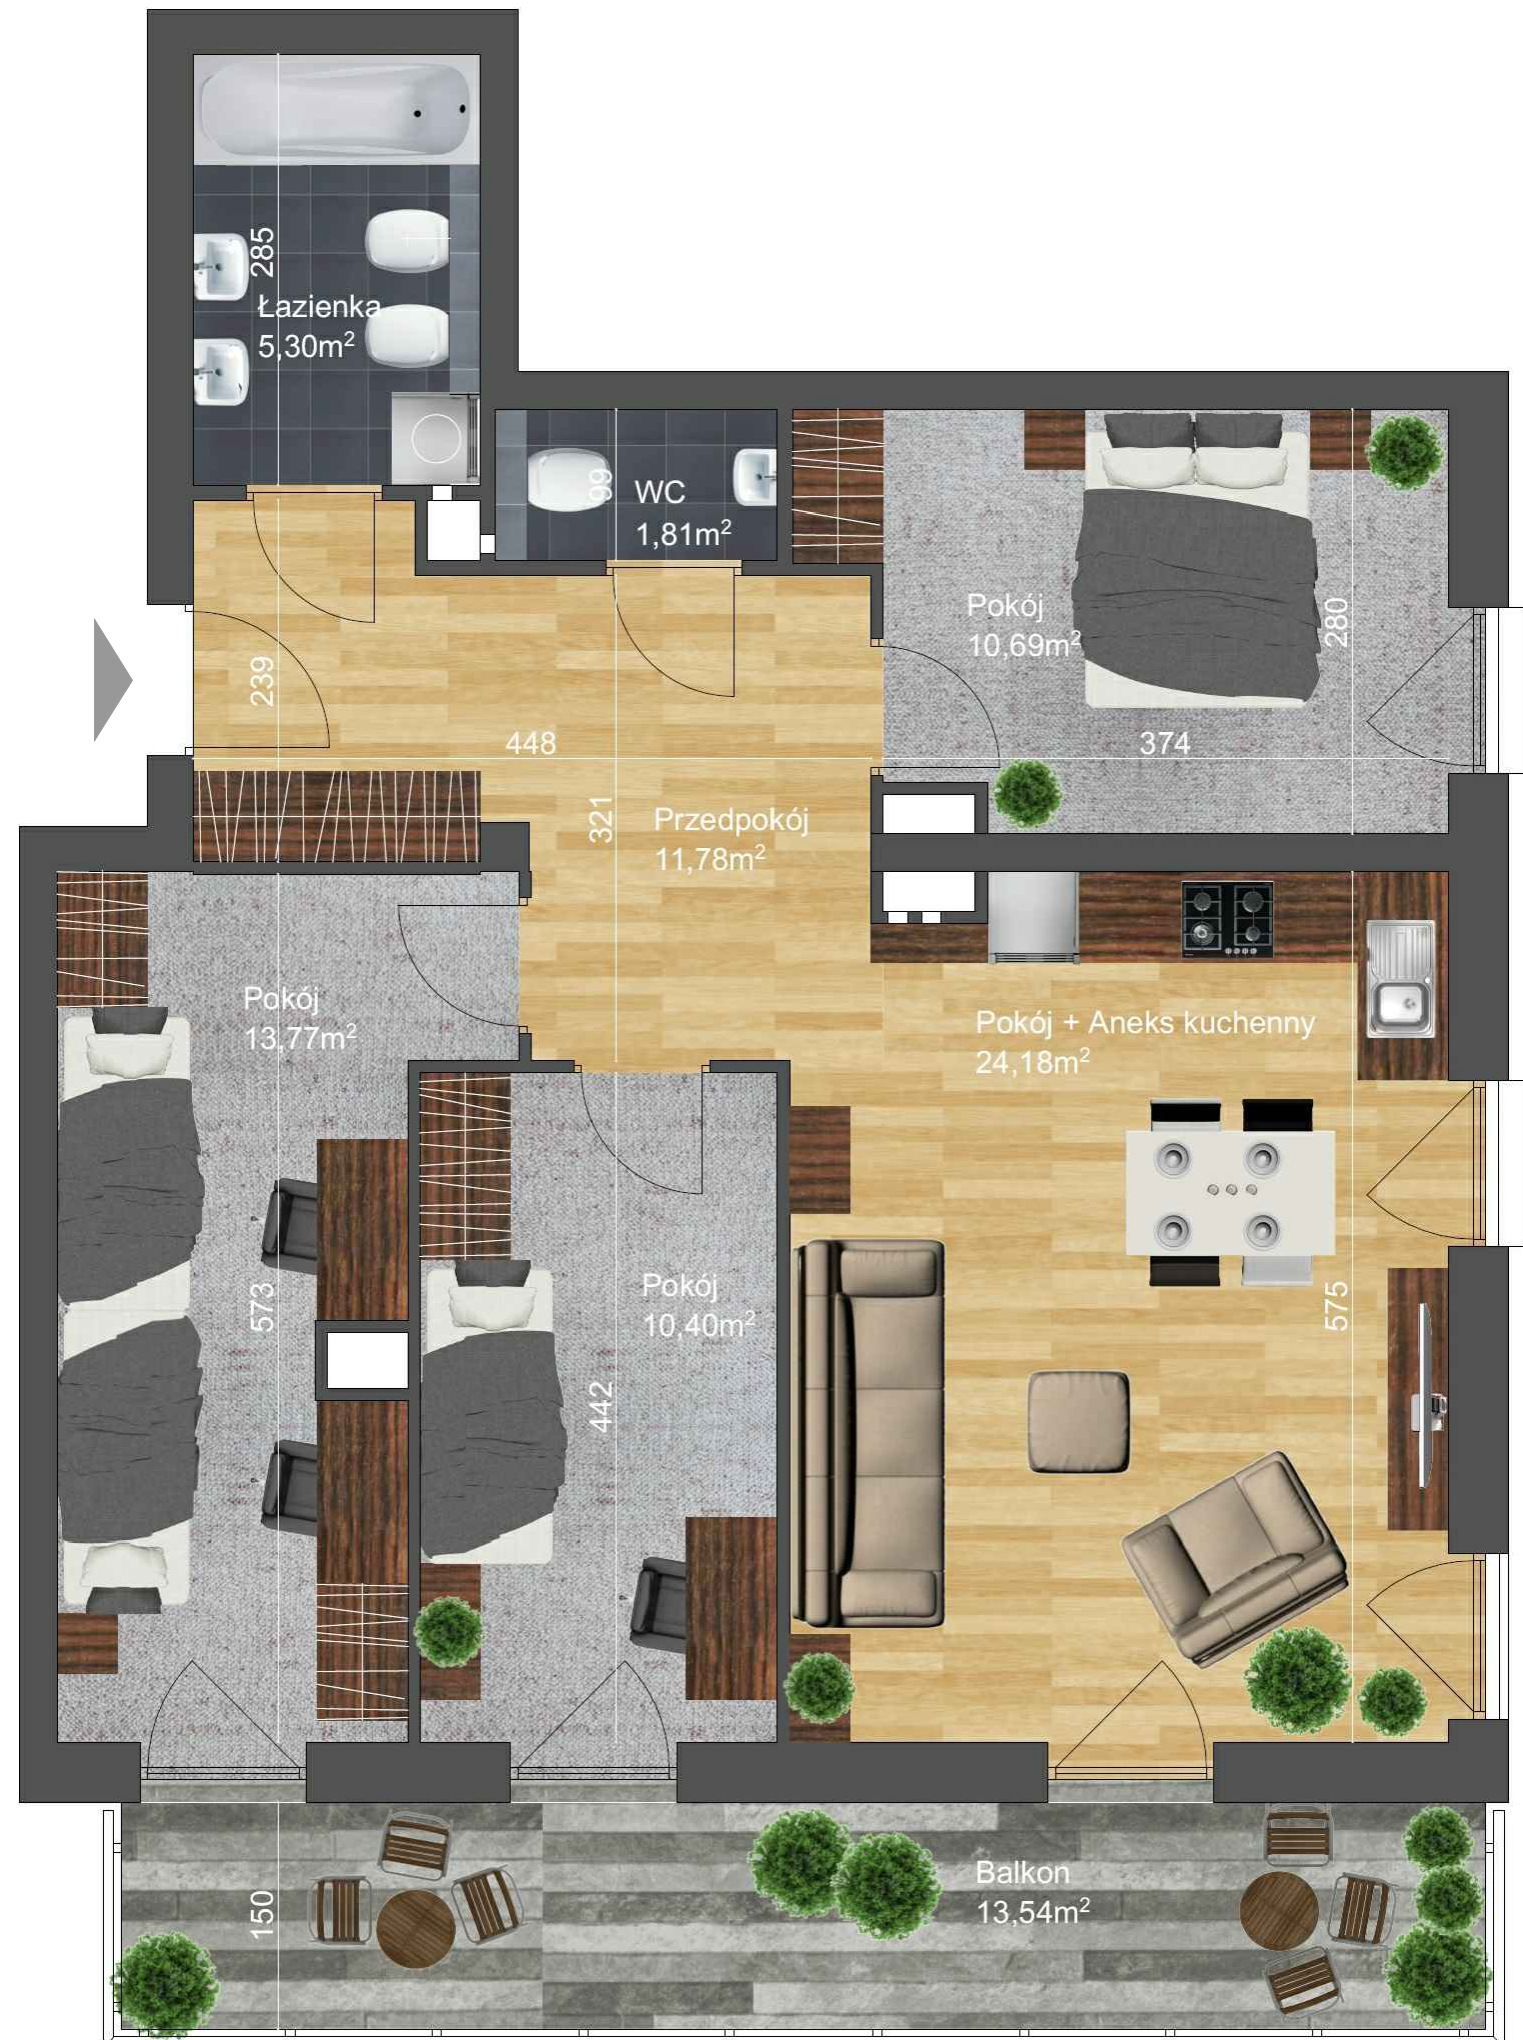 285
Łazienka
5,30m²
99
WC
1,81m²
Pokój
10,69m²
280
239
448
374
321
Przedpokój
11,78m²
Pokój
13,77m²
Pokój + Aneks kuchenny
24,18m²
573
Pokój
10,40m²
575
442
Balkon
13,54m²
150